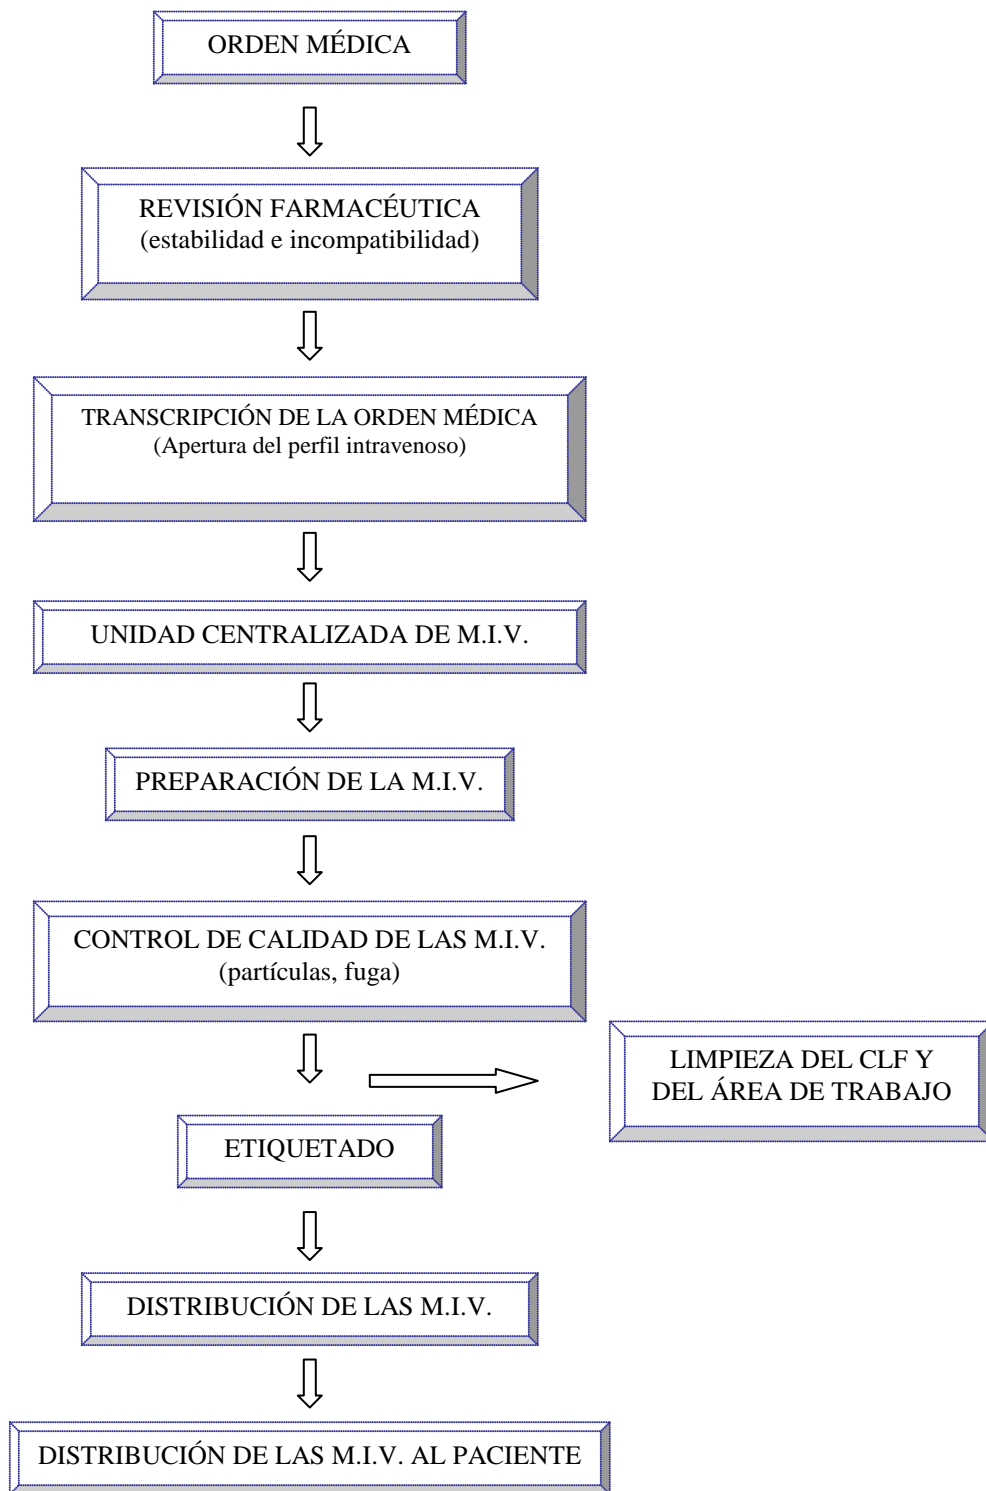 ORDEN MÉDICA
REVISIÓN FARMACÉUTICA
(estabilidad e incompatibilidad)
TRANSCRIPCIÓN DE LA ORDEN MÉDICA
(Apertura del perfil intravenoso)
UNIDAD CENTRALIZADA DE M.I.V.
PREPARACIÓN DE LA M.I.V.
CONTROL DE CALIDAD DE LAS M.I.V.
(partículas, fuga)
LIMPIEZA DEL CLF Y
DEL ÁREA DE TRABAJO
ETIQUETADO
DISTRIBUCIÓN DE LAS M.I.V.
DISTRIBUCIÓN DE LAS M.I.V. AL PACIENTE